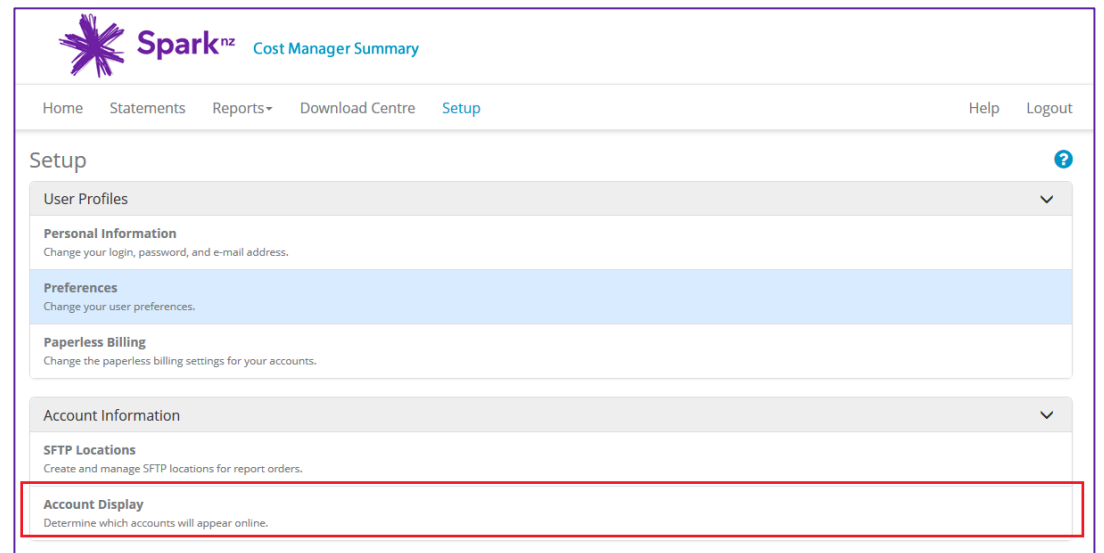 Spark nz Cost Manager Summary
Home Statements Reports Download Centre Setup Help Logout
Setup
?
User Profiles
Personal Information
Change your login, password, and e-mail address.
Preferences
Change your user preferences.
Paperless Billing
Change the paperless billing settings for your accounts.
Account Information
SFTP Locations
Create and manage SFTP locations for report orders.
Account Display
Determine which accounts will appear online.